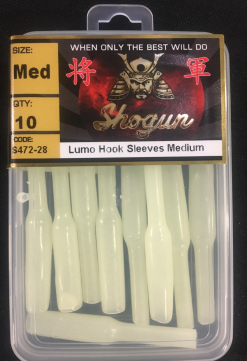 SIZE:
WHEN ONLY THE BEST WILL DO
Med
将 軍
QTY:
10
Shogun
CODE:
S472-28
Lumo Hook Sleeves Medium